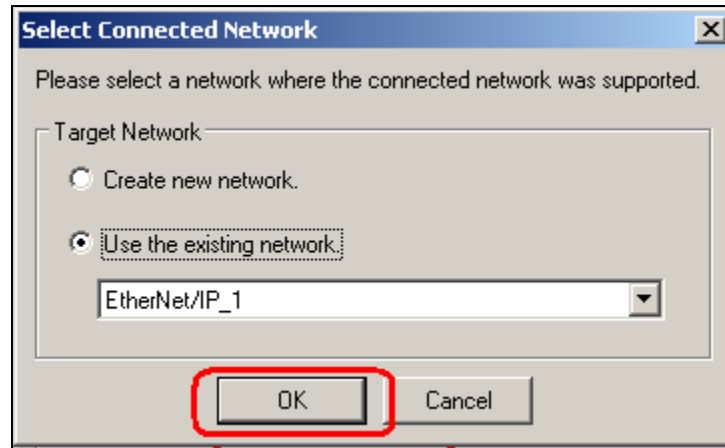 Select Connected Network
Please select a network where the connected network was supported.
Target Network
Create new network.
Use the existing network.
EtherNet/IP_1
OK Cancel